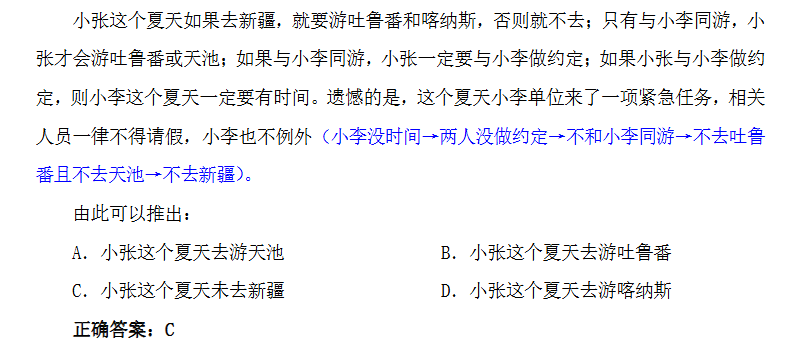 小张这个夏天如果去新疆，就要游吐鲁番和喀纳斯，否则就不去；只有与小李同游，小
张才会游吐鲁番或天池；如果与小李同游，小张一定要与小李做约定；如果小张与小李做约
定，则小李这个夏天一定要有时间。遗憾的是，这个夏天小李单位来了一项紧急任务，相关
人员一律不得请假，小李也不例外（小李没时间→两人没做约定→不和小李同游→不去吐鲁
番且不去天池→不去新疆）。
由此可以推出：
A. 小张这个夏天去游天池 B. 小张这个夏天去游吐鲁番
C. 小张这个夏天未去新疆 D. 小张这个夏天去游喀纳斯
正确答案：C